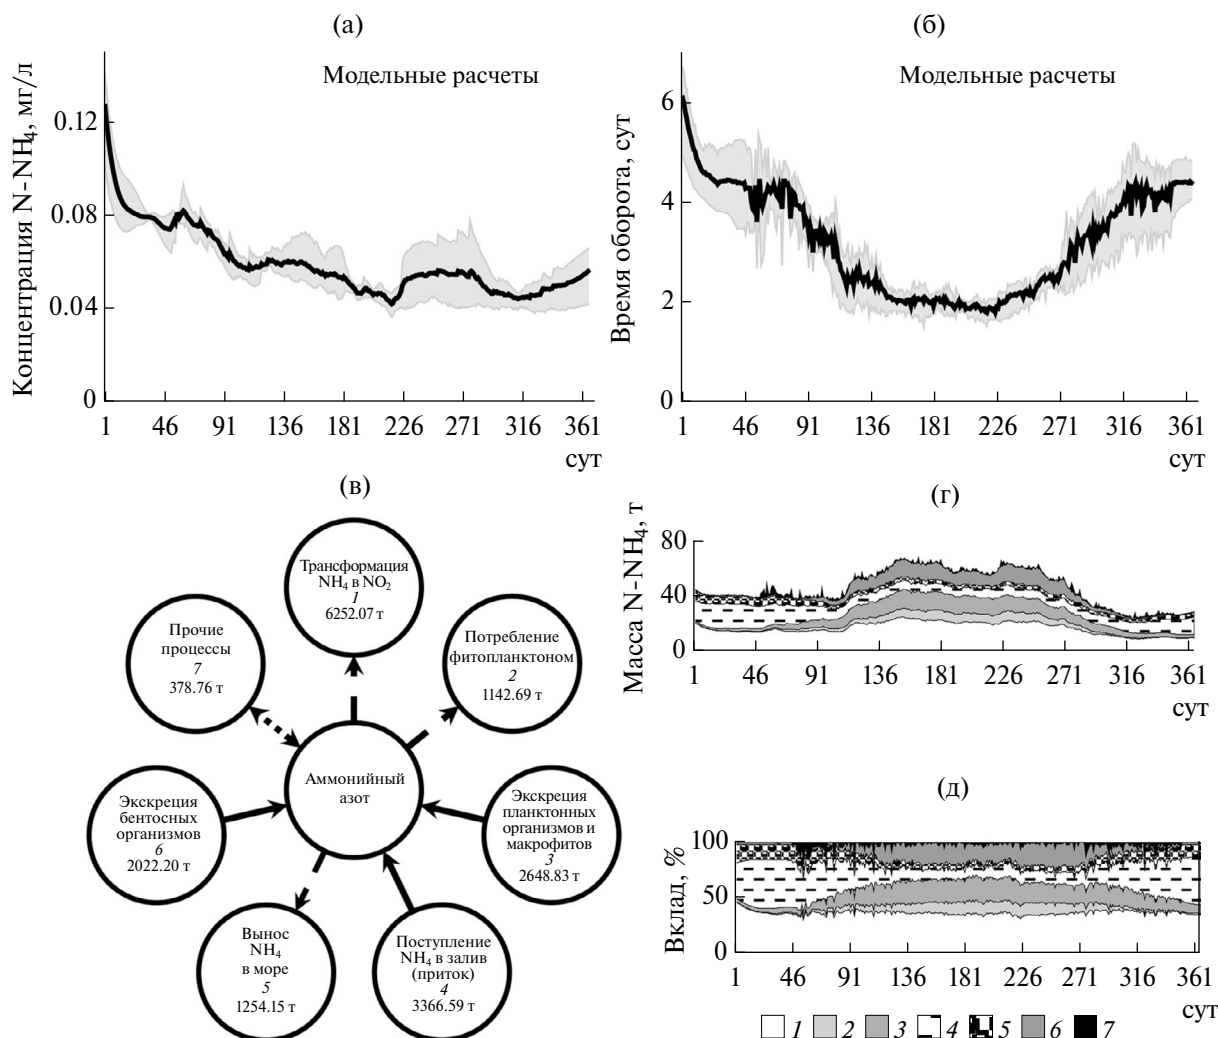 (а)
Модельные расчеты
Концентрация N-NH4, мг/л
0.12
0.08
0.04
0
1 46 91 136 181 226 271 316 361
сут
(б)
Модельные расчеты
Время оборота, сут
6
4
2
0
1 46 91 136 181 226 271 316 361
сут
(в)
Трансформация
NH4 в NO2
1
6252.07 т
Потребление
фитопланктоном
2
1142.69 т
Экскреция
планктонных
организмов и
макрофитов
3
2648.83 т
Поступление
NH4 в залив
(приток)
4
3366.59 т
Вынос
NH4
в море
5
1254.15 т
Экскреция
бентосных
организмов
6
2022.20 т
Прочие
процессы
7
378.76 т
Аммонийный
азот
(г)
Масса N-NH4, т
80
40
0
1 46 91 136 181 226 271 316 361
сут
(д)
Вклад, %
100
50
0
1 46 91 136 181 226 271 316 361
сут
1 2 3 4 5 6 7